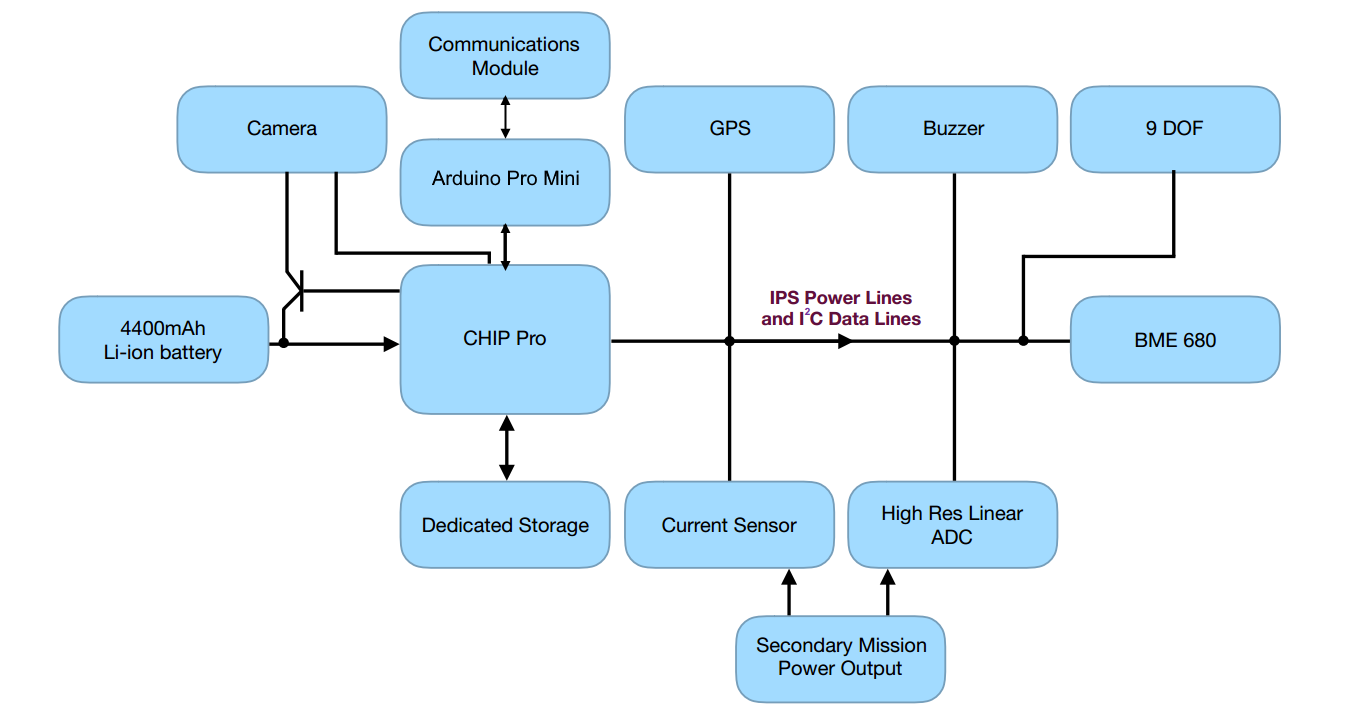 Communications
Module
Camera
GPS
Buzzer
9 DOF
Arduino Pro Mini
IPS Power Lines
and I²C Data Lines
4400mAh
Li-ion battery
CHIP Pro
BME 680
Dedicated Storage
Current Sensor
High Res Linear
ADC
Secondary Mission
Power Output